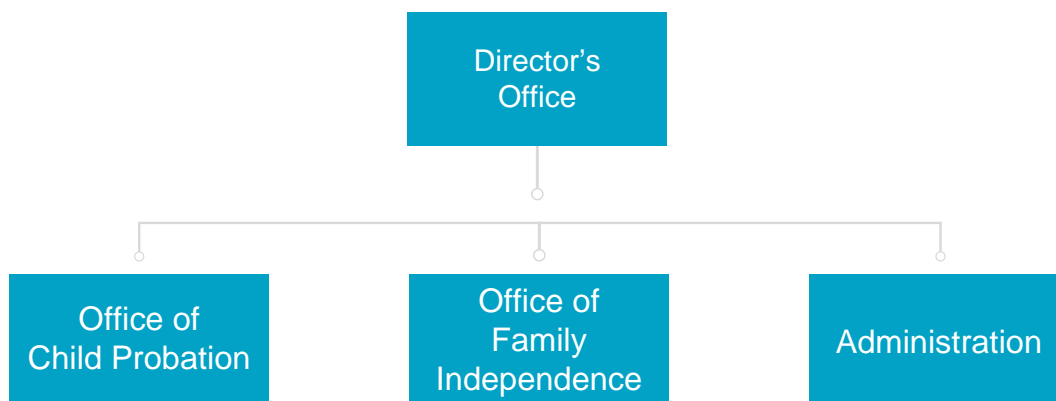 Director’s
Office
Office of
Child Probation
Office of
Family
Independence
Administration